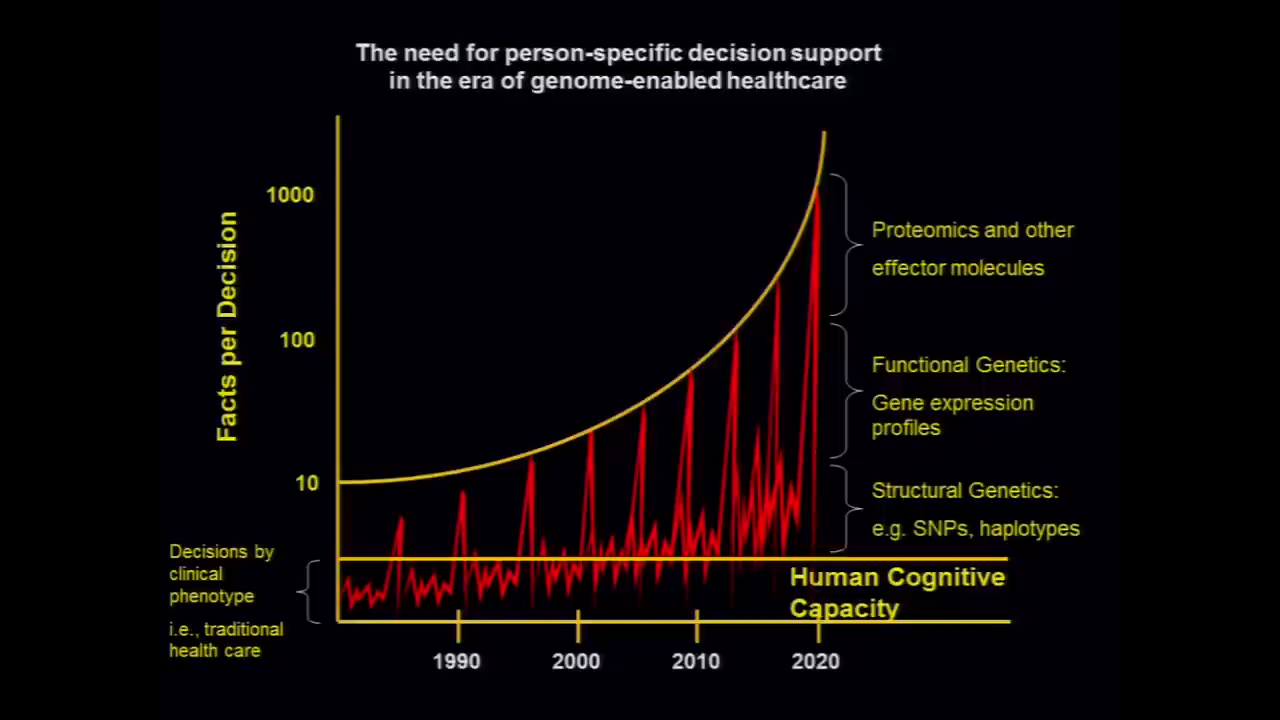 The need for person-specific decision support
in the era of genome-enabled healthcare
Facts per Decision
1000
100
10
Proteomics and other
effector molecules
Functional Genetics:
Gene expression
profiles
Structural Genetics:
e.g. SNPs, haplotypes
Decisions by
clinical
phenotype
i.e., traditional
health care
Human Cognitive
Capacity
1990
2000
2010
2020